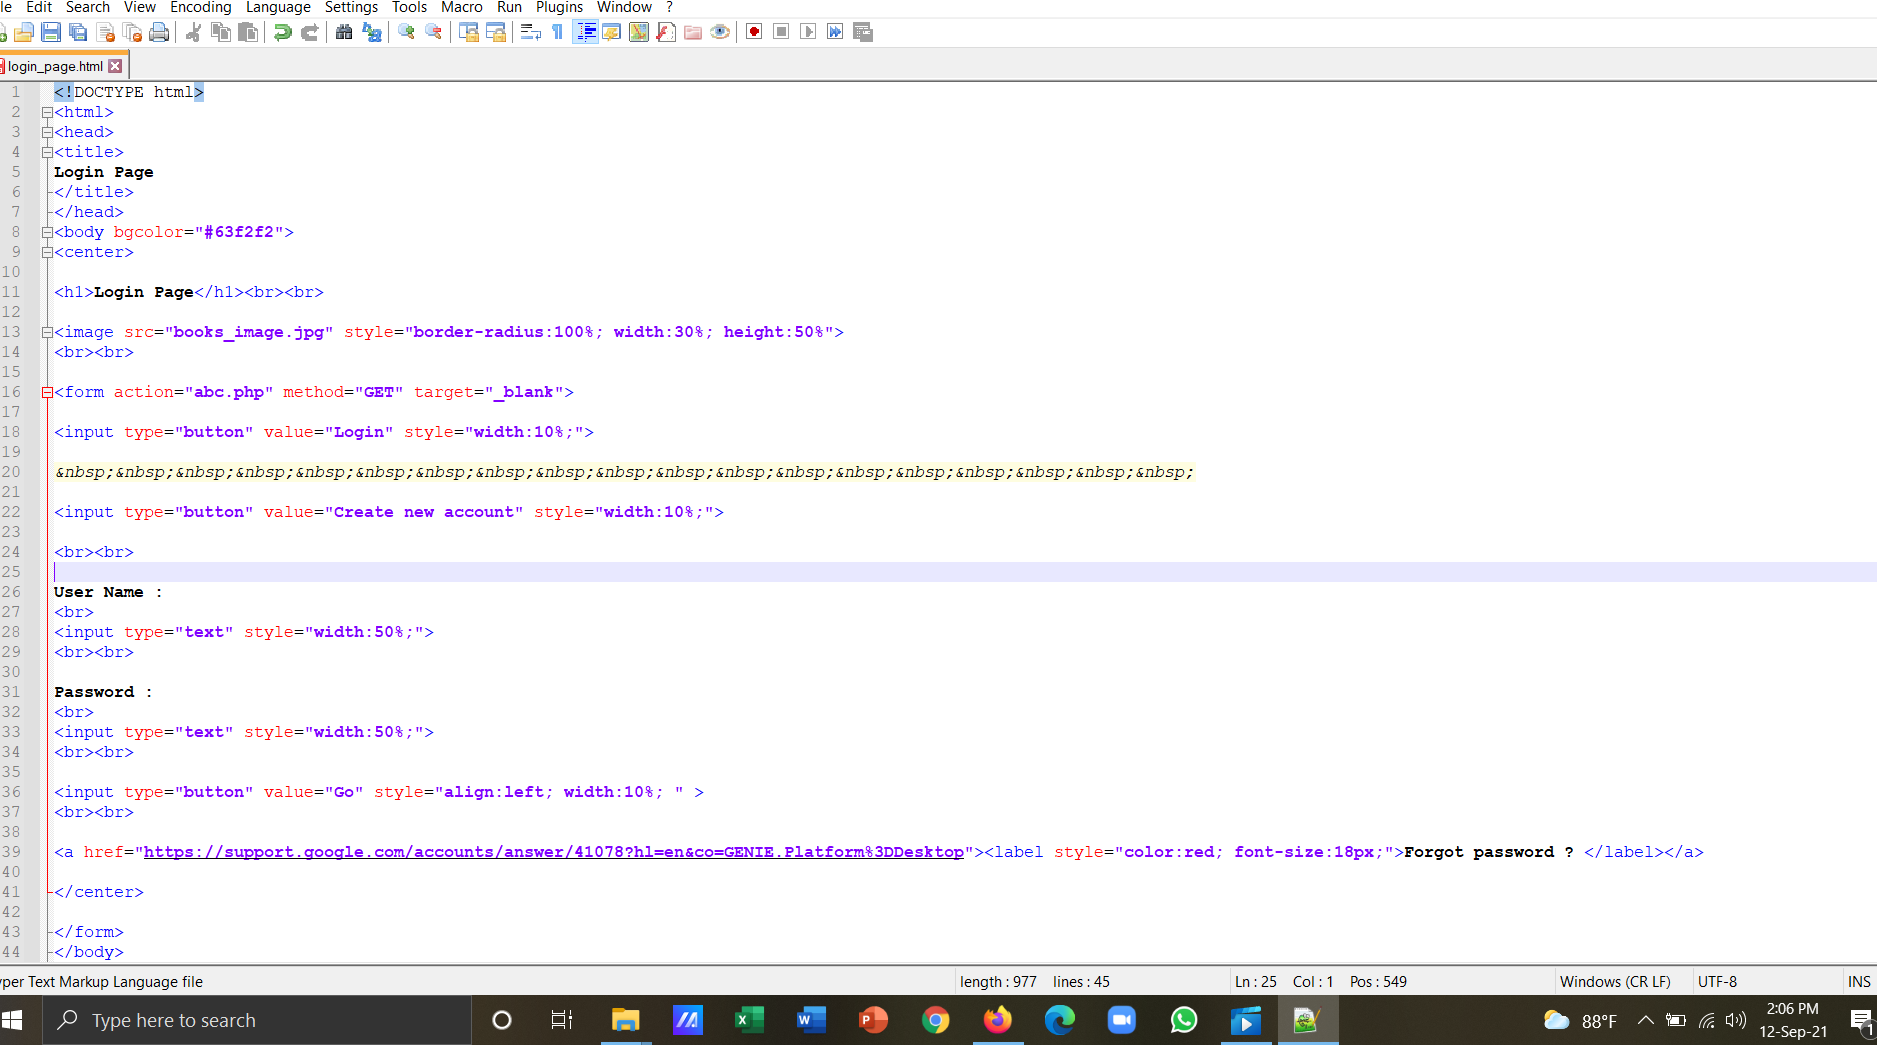 le Edit Search View Encoding Language Settings Tools Macro Run Plugins Window ?
login_page.html
1 <!DOCTYPE html>
2 <html>
3 <head>
4 <title>
5 Login Page
6 </title>
7 </head>
8 <body bgcolor="#63f2f2">
9 <center>
10
11 <h1>Login Page</h1><br><br>
12
13 <image src="books_image.jpg" style="border-radius:100%; width:30%; height:50%">
14 <br><br>
15
16 <form action="abc.php" method="GET" target="_blank">
17
18 <input type="button" value="Login" style="width:10%;">
19
20 &nbsp;&nbsp;&nbsp;&nbsp;&nbsp;&nbsp;&nbsp;&nbsp;&nbsp;&nbsp;&nbsp;&nbsp;&nbsp;&nbsp;&nbsp;&nbsp;&nbsp;&nbsp;&nbsp;
21
22 <input type="button" value="Create new account" style="width:10%;">
23
24 <br><br>
25
26 User Name :
27 <br>
28 <input type="text" style="width:50%;">
29 <br><br>
30
31 Password :
32 <br>
33 <input type="text" style="width:50%;">
34 <br><br>
35
36 <input type="button" value="Go" style="align:left; width:10%; " >
37 <br><br>
38
39 <a href="https://support.google.com/accounts/answer/41078?hl=en&co=GENIE.Platform%3DDesktop"><label style="color:red; font-size:18px;">Forgot password ? </label></a>
40
41 </center>
42
43 </form>
44 </body>
yper Text Markup Language file length : 977 lines : 45 Ln : 25 Col : 1 Pos : 549 Windows (CR LF) UTF-8 INS
Type here to search 88°F 2:06 PM
12-Sep-21 1